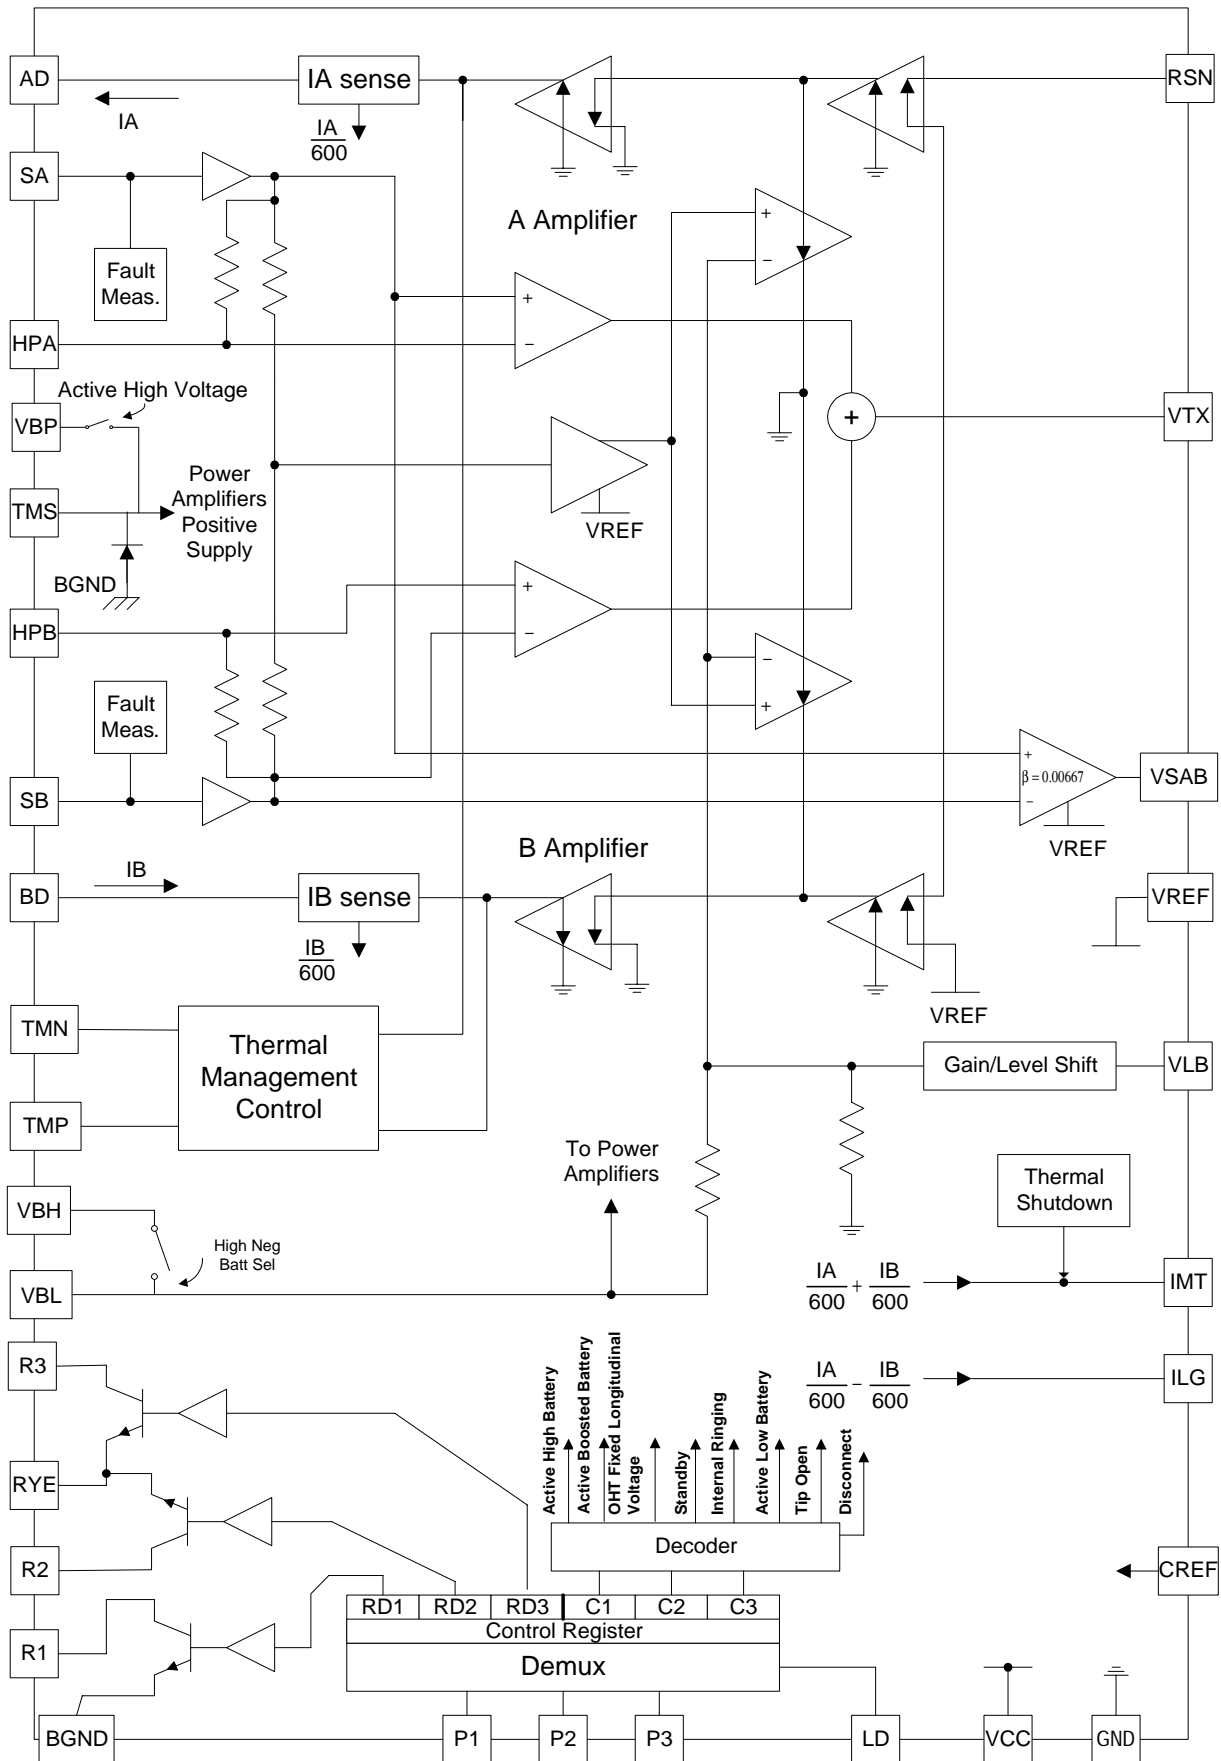 AD
IA sense
RSN
IA
IA
600
SA
A Amplifier
+
−
Fault
Meas.
+
−
HPA
Active High Voltage
VBP
+
VTX
Power
Amplifiers
Positive
Supply
TMS
VREF
BGND
+
−
HPB
−
+
Fault
Meas.
+
β = 0.00667
−
VSAB
SB
VREF
B Amplifier
IB
BD
IB sense
VREF
IB
600
VREF
TMN
Thermal
Management
Control
Gain/Level Shift
VLB
TMP
To Power
Amplifiers
Thermal
Shutdown
VBH
High Neg
Batt Sel
VBL
IA
600
+
IB
600
IMT
R3
IA
600
−
IB
600
ILG
Active High Battery
Active Boosted Battery
OHT Fixed Longitudinal
Voltage
Standby
Internal Ringing
Active Low Battery
Tip Open
Disconnect
RYE
Decoder
R2
CREF
RD1 RD2 RD3 C1 C2 C3
Control Register
R1
Demux
BGND
P1
P2
P3
LD
VCC
GND